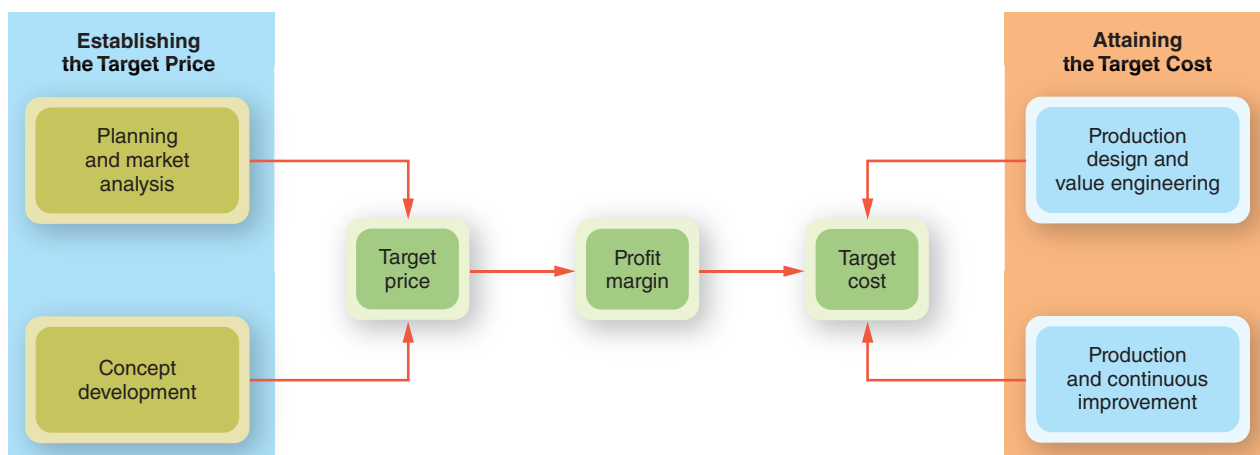 Establishing
the Target Price
Planning
and market
analysis
Concept
development
Target
price
Profit
margin
Target
cost
Attaining
the Target Cost
Production
design and
value engineering
Production
and continuous
improvement